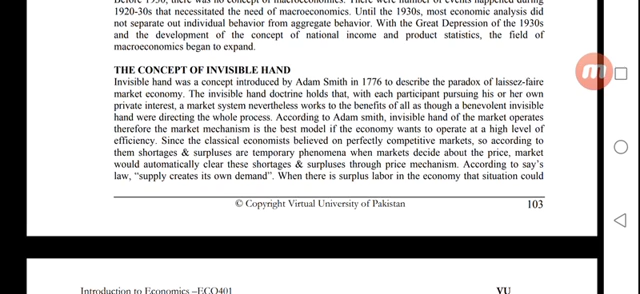 1920-30s that necessitated the need of macroeconomics. Until the 1930s, most economic analysis did
not separate out individual behavior from aggregate behavior. With the Great Depression of the 1930s
and the development of the concept of national income and product statistics, the field of
macroeconomics began to expand.
THE CONCEPT OF INVISIBLE HAND
Invisible hand was a concept introduced by Adam Smith in 1776 to describe the paradox of laissez-faire
market economy. The invisible hand doctrine holds that, with each participant pursuing his or her own
private interest, a market system nevertheless works to the benefits of all as though a benevolent invisible
hand were directing the whole process. According to Adam smith, invisible hand of the market operates
therefore the market mechanism is the best model if the economy wants to operate at a high level of
efficiency. Since the classical economists believed on perfectly competitive markets, so according to
them shortages & surpluses are temporary phenomena when markets decide about the price, market
would automatically clear these shortages & surpluses through price mechanism. According to say's
law, “supply creates its own demand”. When there is surplus labor in the economy that situation could
© Copyright Virtual University of Pakistan 103
Introduction to Economics –ECO401 VU